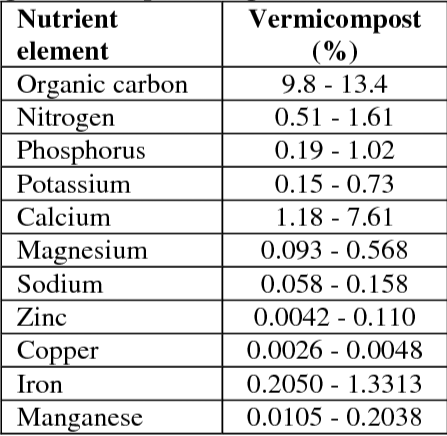 Nutrient element Vermicompost (%)
Organic carbon 9.8 - 13.4
Nitrogen 0.51 - 1.61
Phosphorus 0.19 - 1.02
Potassium 0.15 - 0.73
Calcium 1.18 - 7.61
Magnesium 0.093 - 0.568
Sodium 0.058 - 0.158
Zinc 0.0042 - 0.110
Copper 0.0026 - 0.0048
Iron 0.2050 - 1.3313
Manganese 0.0105 - 0.2038